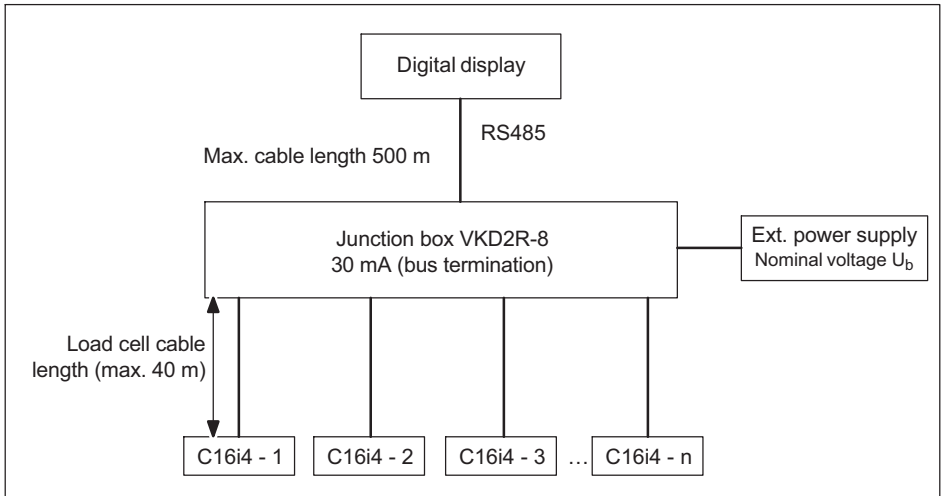 Digital display
RS485
Max. cable length 500 m
Junction box VKD2R-8
30 mA (bus termination)
Ext. power supply
Nominal voltage Ub
Load cell cable
length (max. 40 m)
C16i4 - 1
C16i4 - 2
C16i4 - 3
...
C16i4 - n